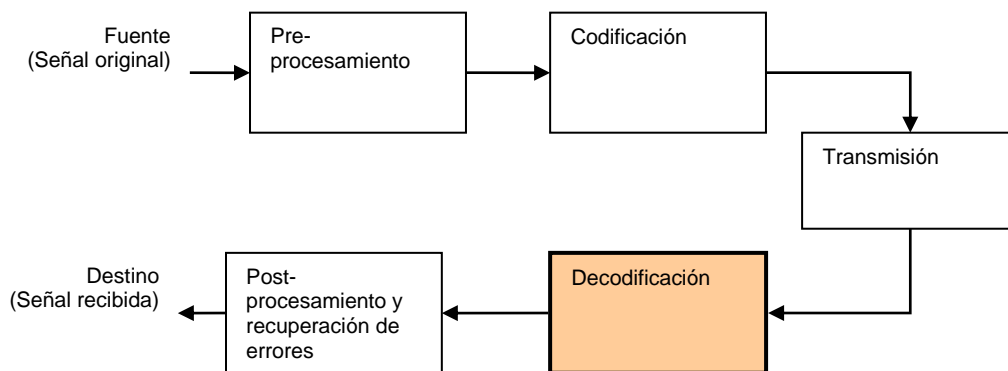 Fuente
(Señal original)
Pre-
procesamiento
Codificación
Transmisión
Destino
(Señal recibida)
Post-
procesamiento y
recuperación de
errores
Decodificación